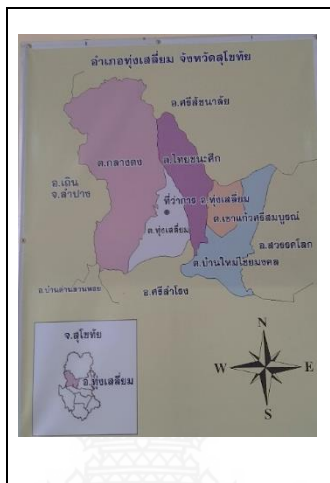 อำเภอทุ่งเสลี่ยม จังหวัดสุโขทัย
อ.ศรีสัชนาลัย
ต.กลางดง
ต.ไทยชนะศึก
อ.เถิน
จ.ลำปาง
ที่ว่าการ อ.ทุ่งเสลี่ยม
ต.เขาแก้วศรีสมบูรณ์
ต.ทุ่งเสลี่ยม
อ.สวรรคโลก
ต.บ้านใหม่ไชยมงคล
อ.บ้านด่านลานหอย
อ.ศรีสำโรง
จ.สุโขทัย
อ.ทุ่งเสลี่ยม
N
W
E
S